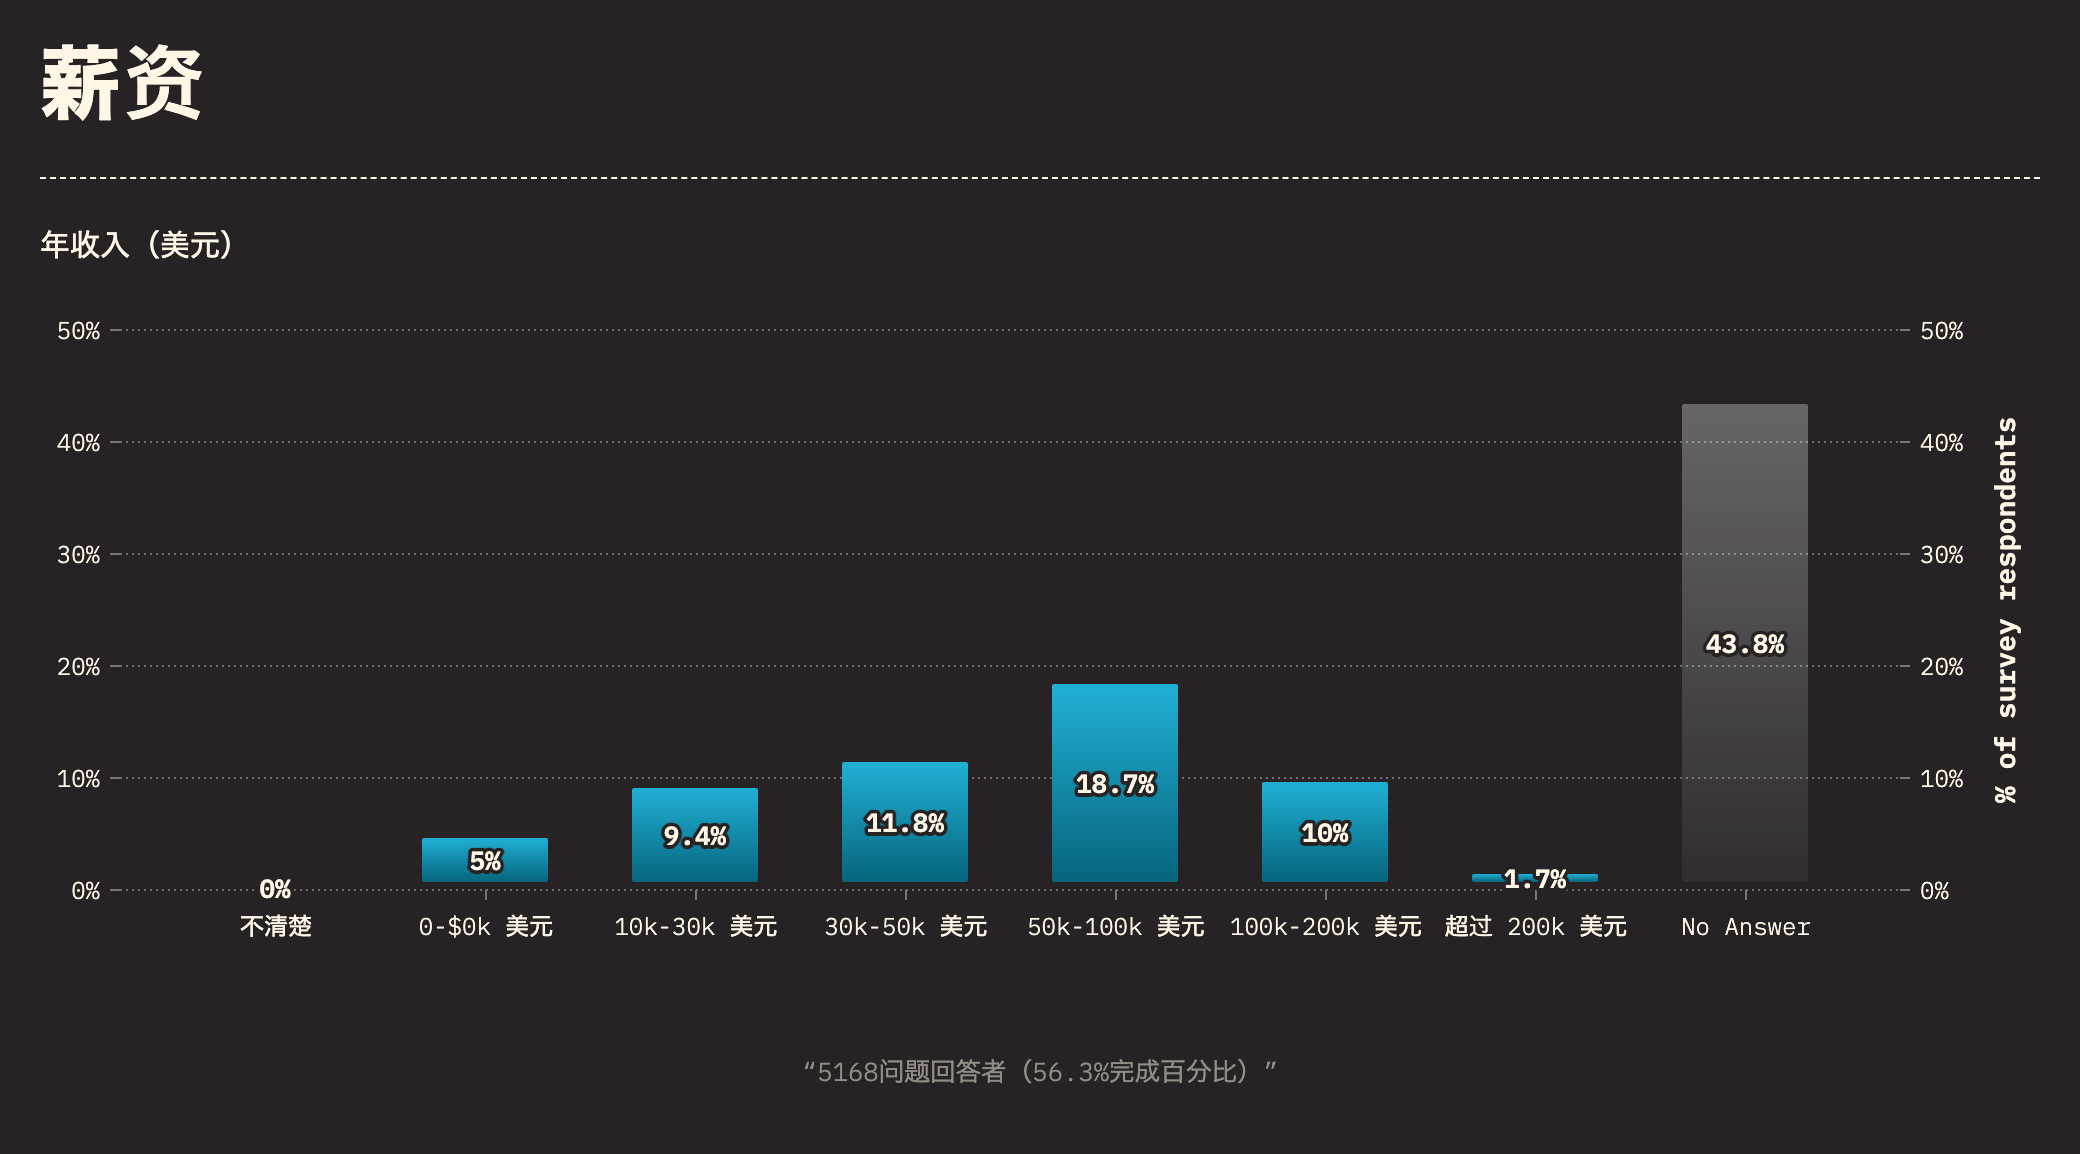 薪资
年收入（美元）
50%
50%
40%
40%
30%
30%
20%
20%
10%
10%
0%
0%
% of survey respondents
0%
5%
9.4%
11.8%
18.7%
10%
1.7%
43.8%
不清楚
0-$0k 美元
10k-30k 美元
30k-50k 美元
50k-100k 美元
100k-200k 美元
超过 200k 美元
No Answer
“5168问题回答者（56.3%完成百分比）”